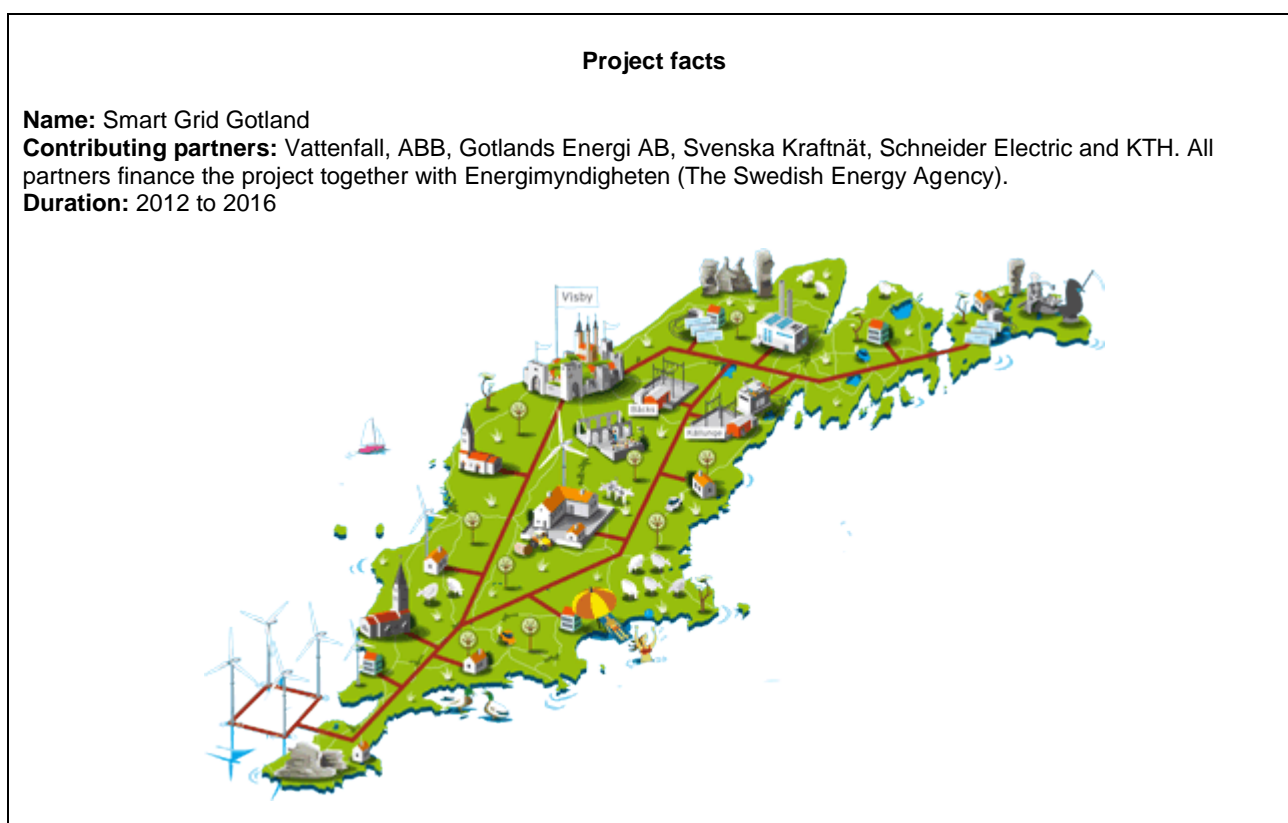 Project facts
Name: Smart Grid Gotland
Contributing partners: Vattenfall, ABB, Gotlands Energi AB, Svenska Kraftnät, Schneider Electric and KTH. All
partners finance the project together with Energimyndigheten (The Swedish Energy Agency).
Duration: 2012 to 2016
Visby
Bäcks
Källunge